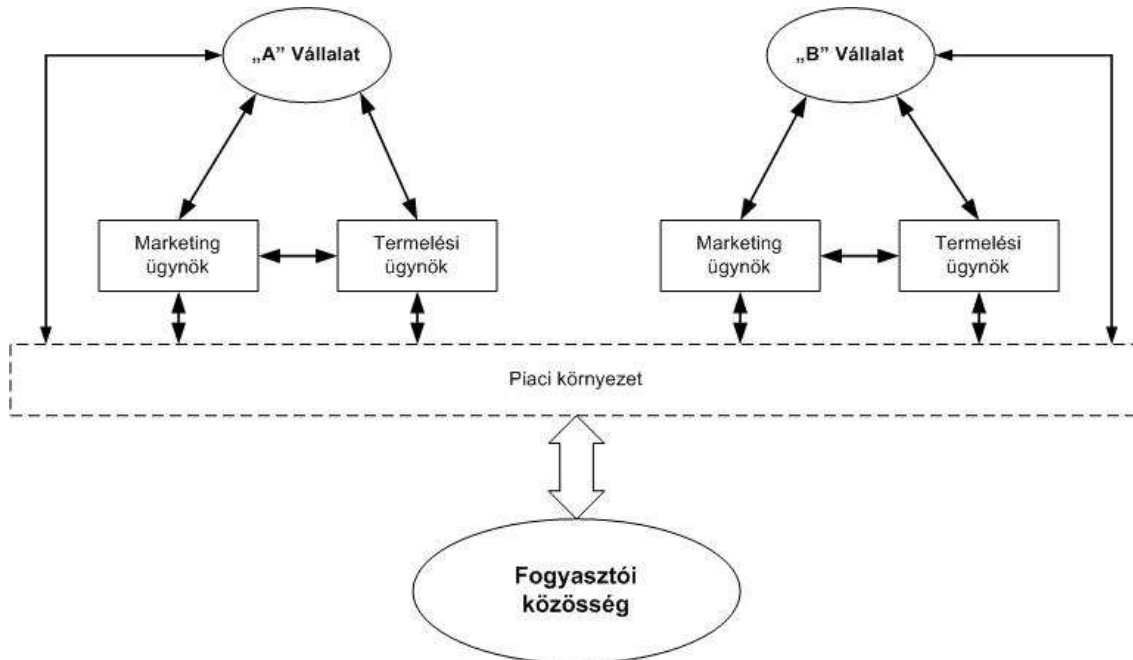 „A” Vállalat
„B” Vállalat
Marketing
ügynök
Termelési
ügynök
Marketing
ügynök
Termelési
ügynök
Piaci környezet
Fogyasztói
közösség